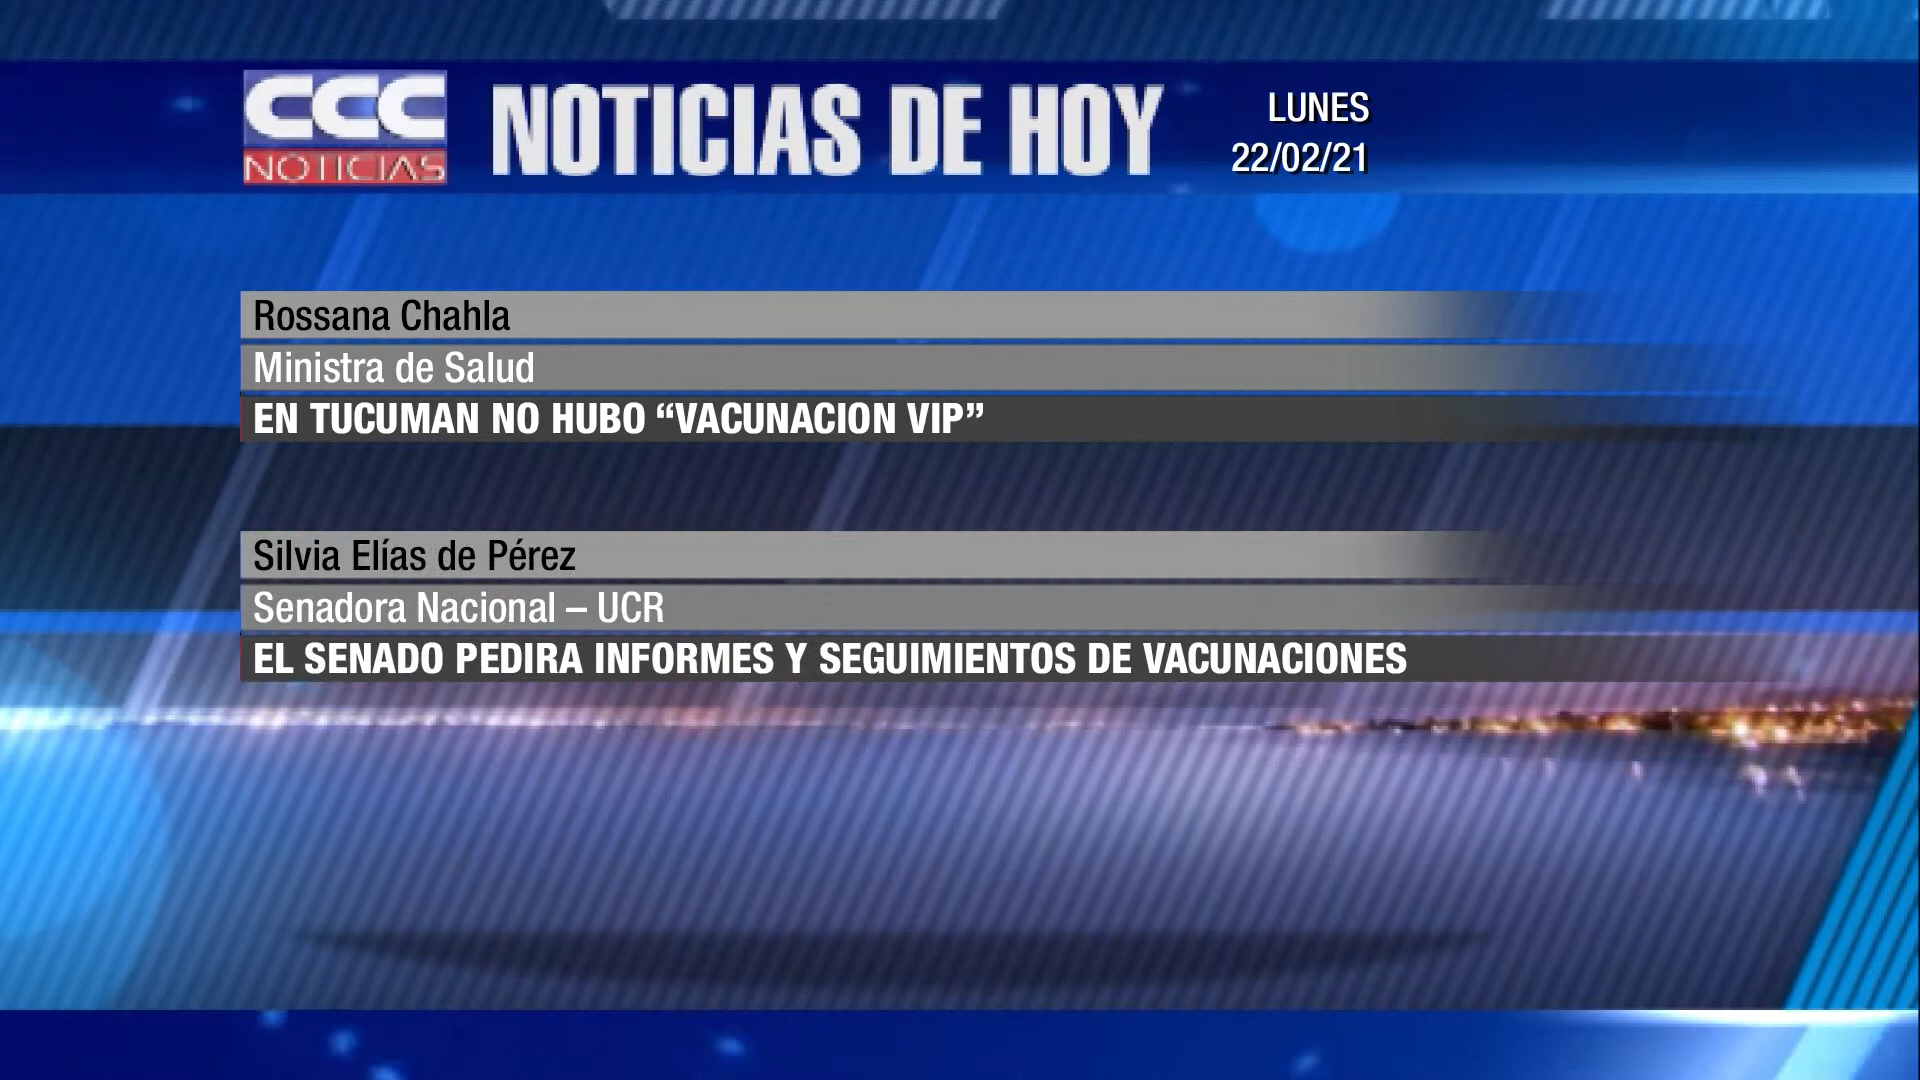 CCC
NOTICIAS
NOTICIAS DE HOY
LUNES
22/02/21
Rossana Chahla
Ministra de Salud
EN TUCUMAN NO HUBO “VACUNACION VIP”
Silvia Elías de Pérez
Senadora Nacional – UCR
EL SENADO PEDIRA INFORMES Y SEGUIMIENTOS DE VACUNACIONES